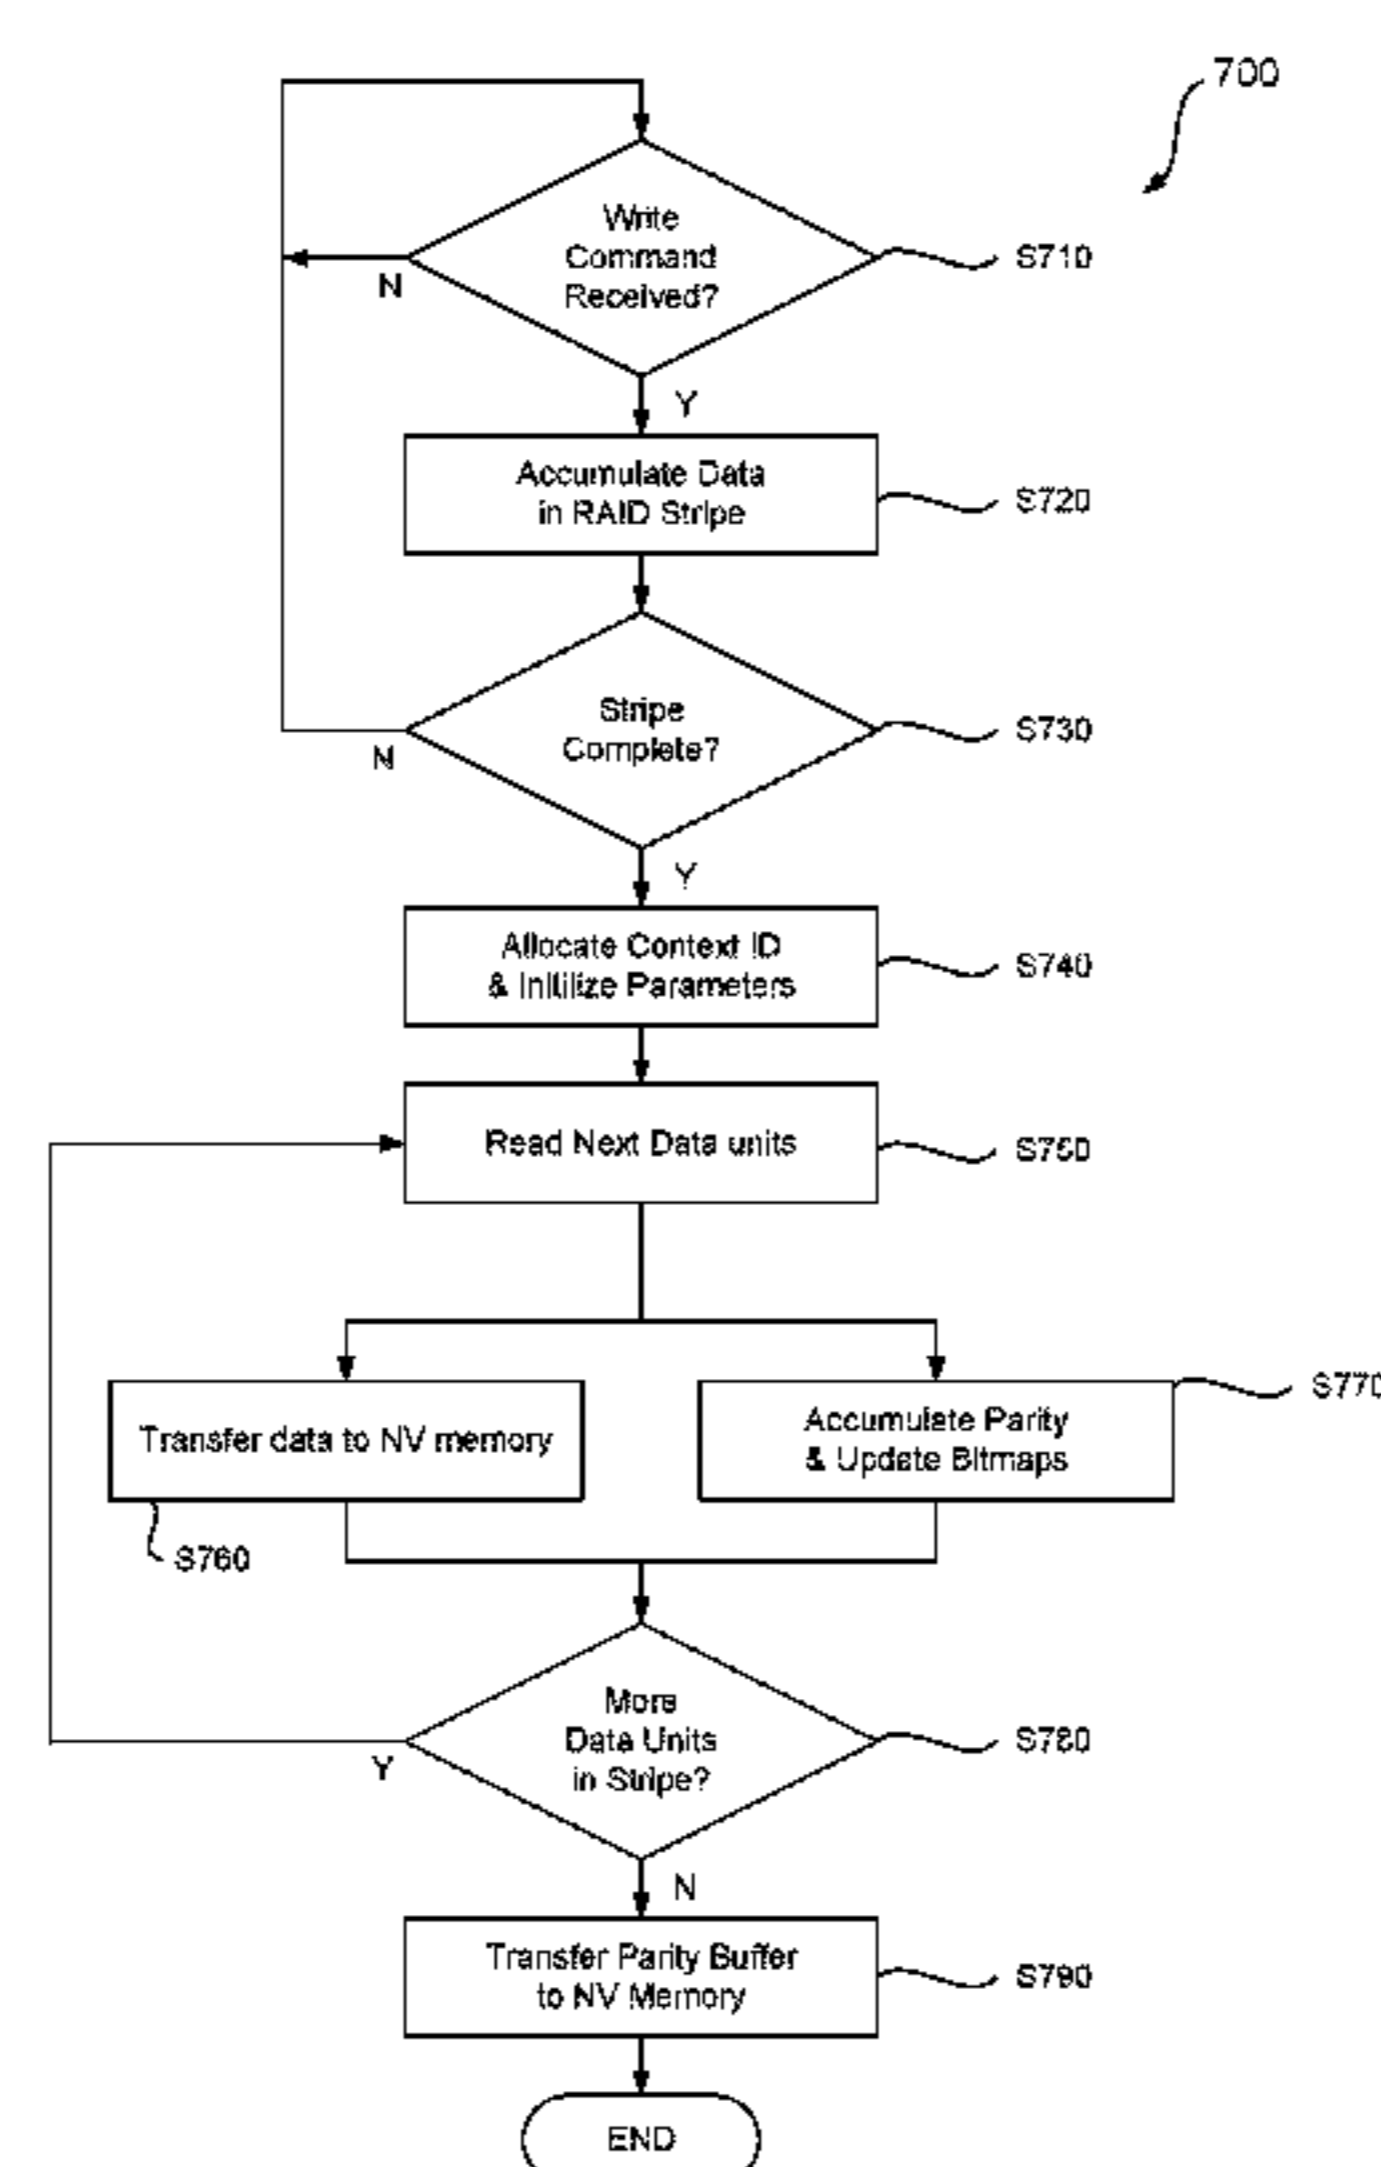 700
Write
Command
Received?
S710
N
Y
Accumulate Data
in RAID Stripe
S720
Stripe
Complete?
S730
N
Y
Allocate Context ID
& Initilize Parameters
S740
Read Next Data units
S750
Transfer data to NV memory
S760
Accumulate Parity
& Update Bitmaps
S770
More
Data Units
in Stripe?
S780
Y
N
Transfer Parity Buffer
to NV Memory
S790
END